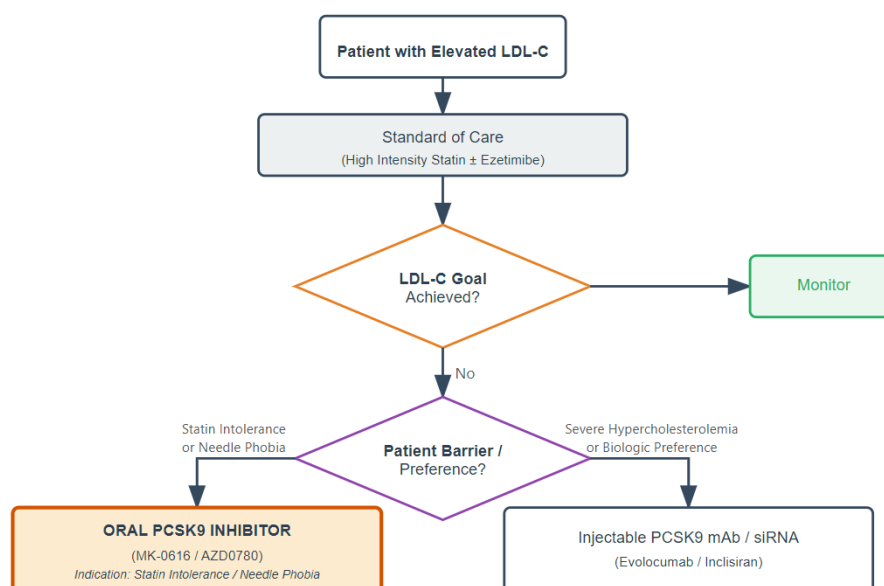 Patient with Elevated LDL-C
Standard of Care
(High Intensity Statin ± Ezetimibe)
LDL-C Goal
Achieved?
Monitor
No
Statin Intolerance
or Needle Phobia
Patient Barrier /
Preference?
Severe Hypercholesterolemia
or Biologic Preference
ORAL PCSK9 INHIBITOR
(MK-0616 / AZD0780)
Indication: Statin Intolerance / Needle Phobia
Injectable PCSK9 mAb / siRNA
(Evolocumab / Inclisiran)